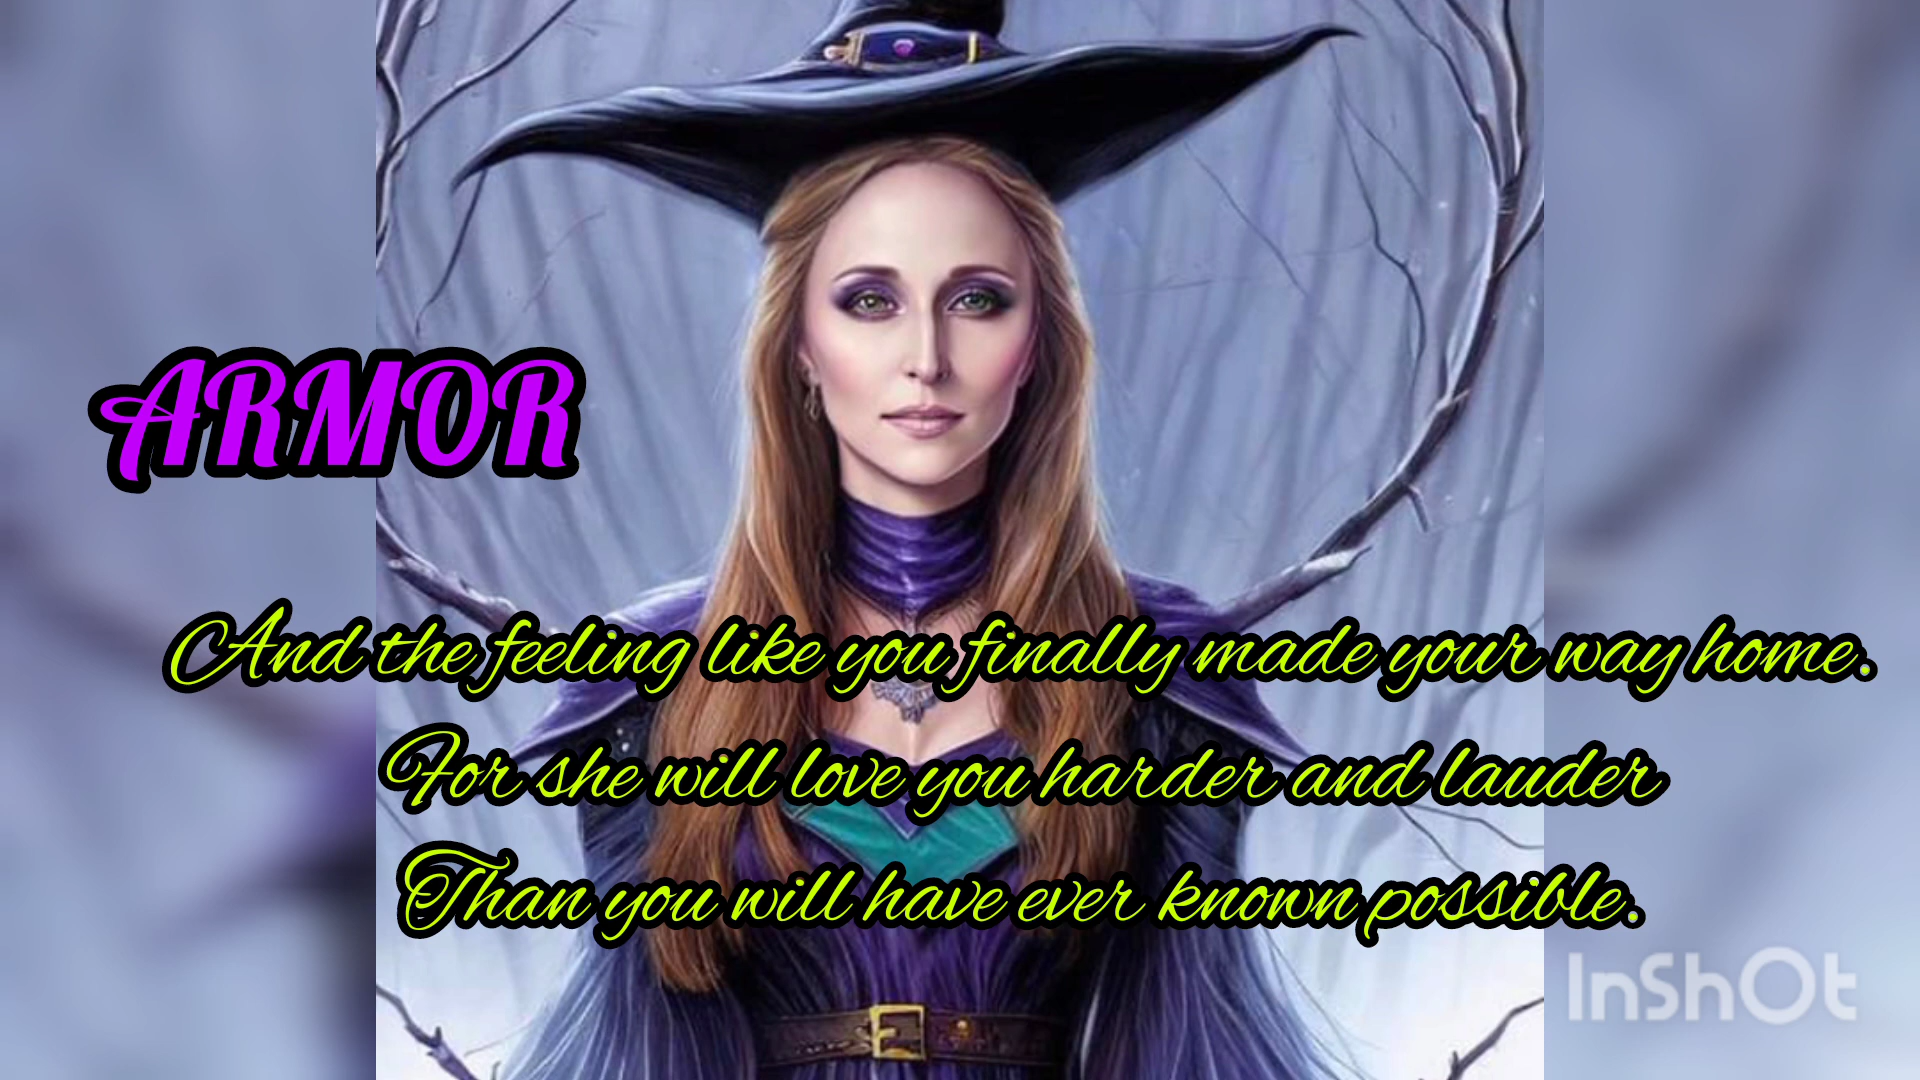 ARMOR
And the feeling like you finally made your way home.
For she will love you harder and lauder
Than you will have ever known possible.
InShOt